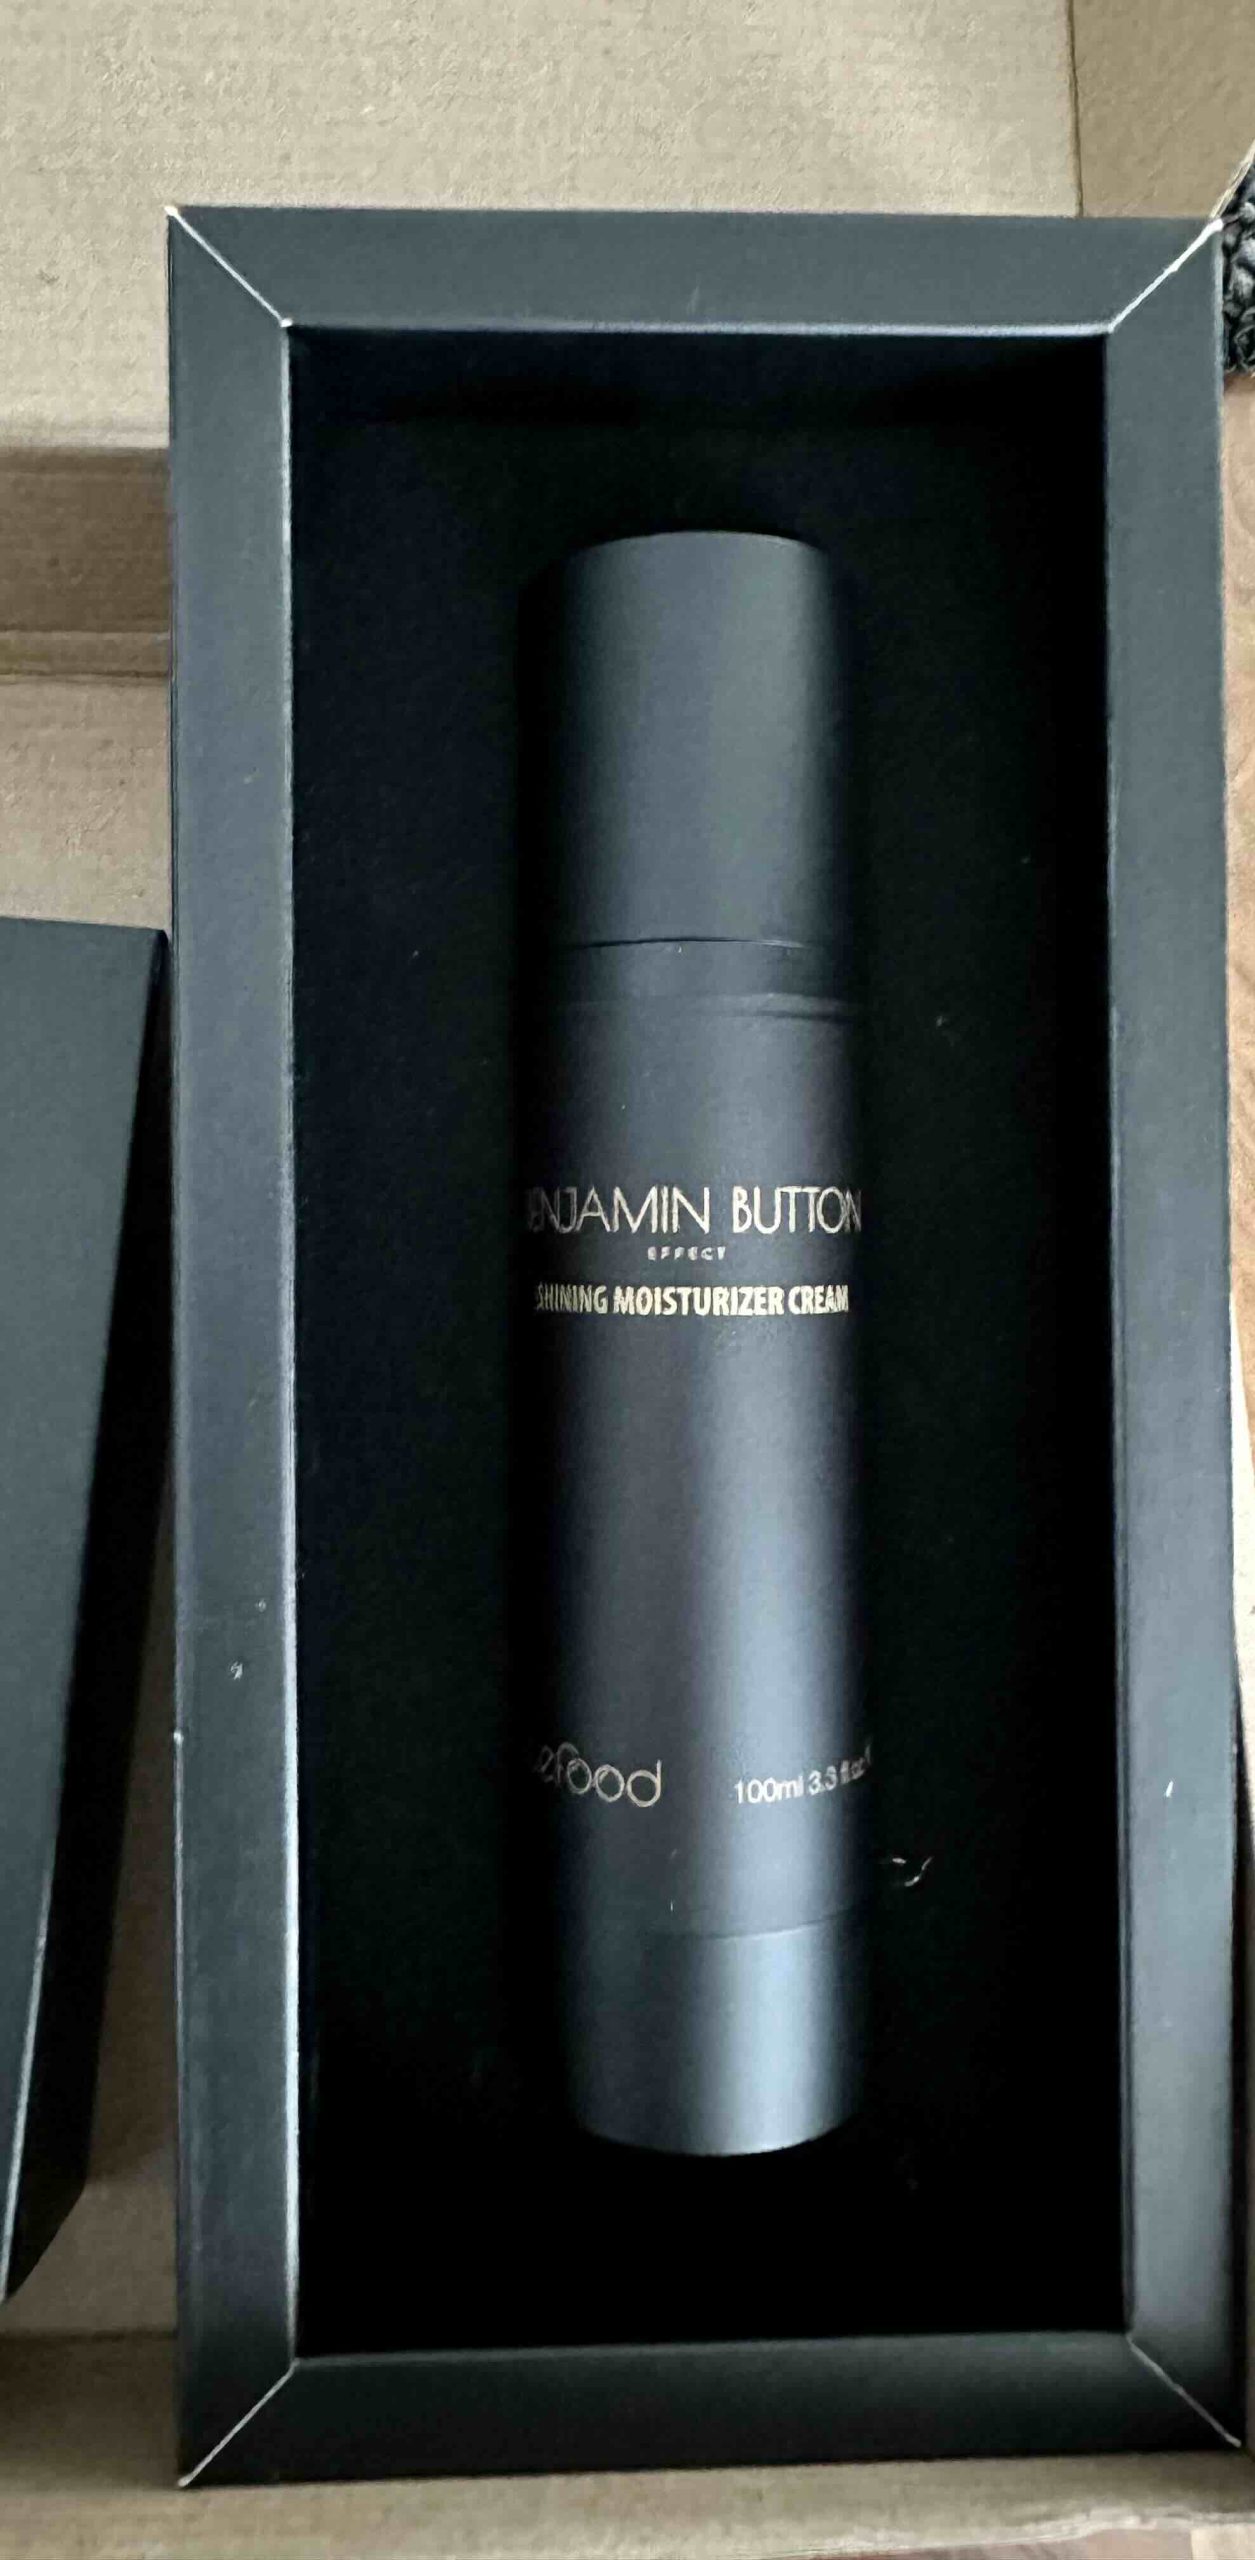 ENJAMIN BUTTON
EFFECT
SHINING MOISTURIZER CREAM
efood
100ml 3.3 fl.oz